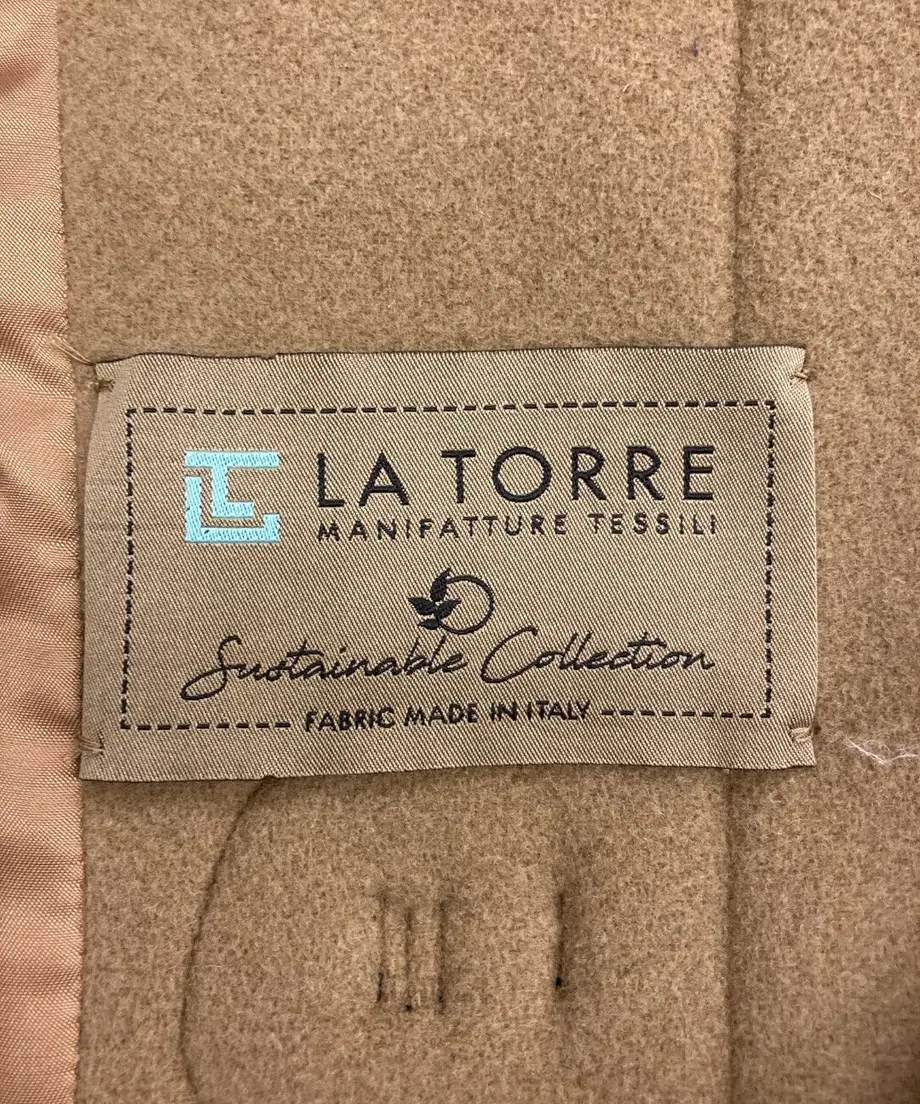 LA TORRE
MANIFATTURE TESSILI
Sustainable Collection
FABRIC MADE IN ITALY